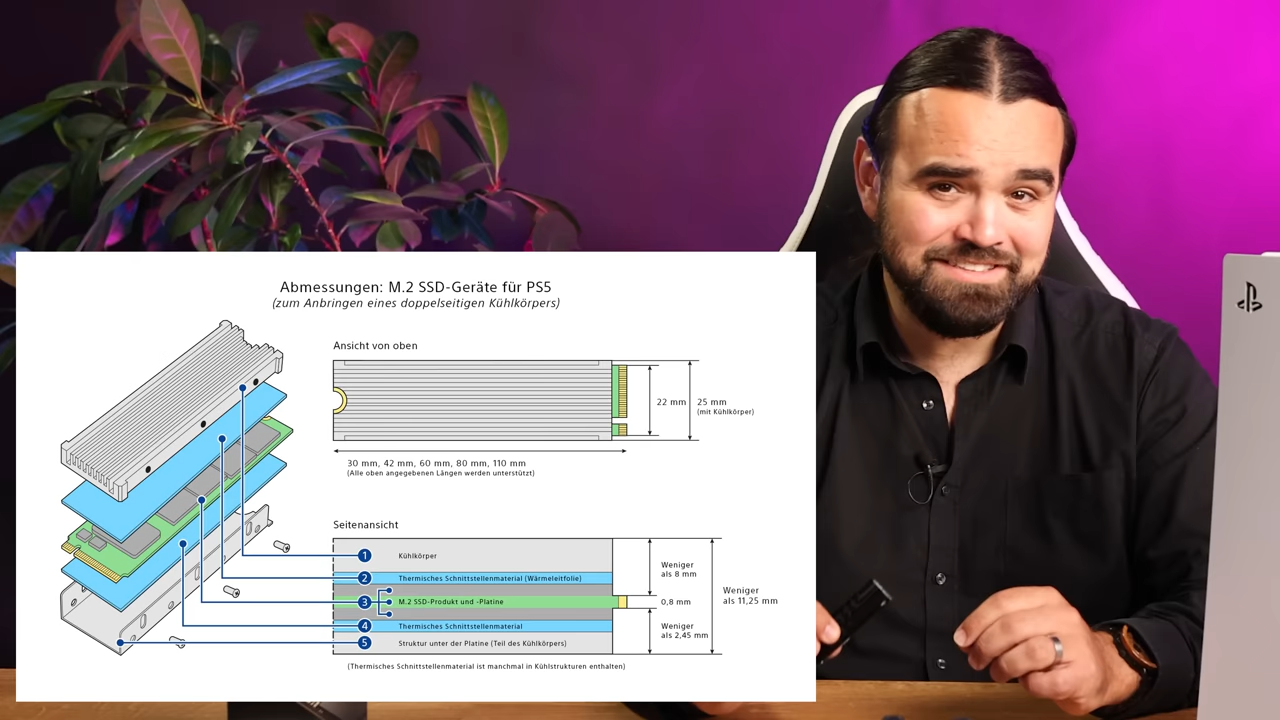 Abmessungen: M.2 SSD-Geräte für PS5
(zum Anbringen eines doppelseitigen Kühlkörpers)
Ansicht von oben
22 mm
25 mm
(mit Kühlkörper)
30 mm, 42 mm, 60 mm, 80 mm, 110 mm
(Alle oben angegebenen Längen werden unterstützt)
Seitenansicht
1 Kühlkörper
2 Thermisches Schnittstellenmaterial (Wärmeleitfolie)
3 M.2 SSD-Produkt und -Platine
4 Thermisches Schnittstellenmaterial
5 Struktur unter der Platine (Teil des Kühlkörpers)
Weniger
als 8 mm
0,8 mm
Weniger
als 2,45 mm
Weniger
als 11,25 mm
(Thermisches Schnittstellenmaterial ist manchmal in Kühlstrukturen enthalten)